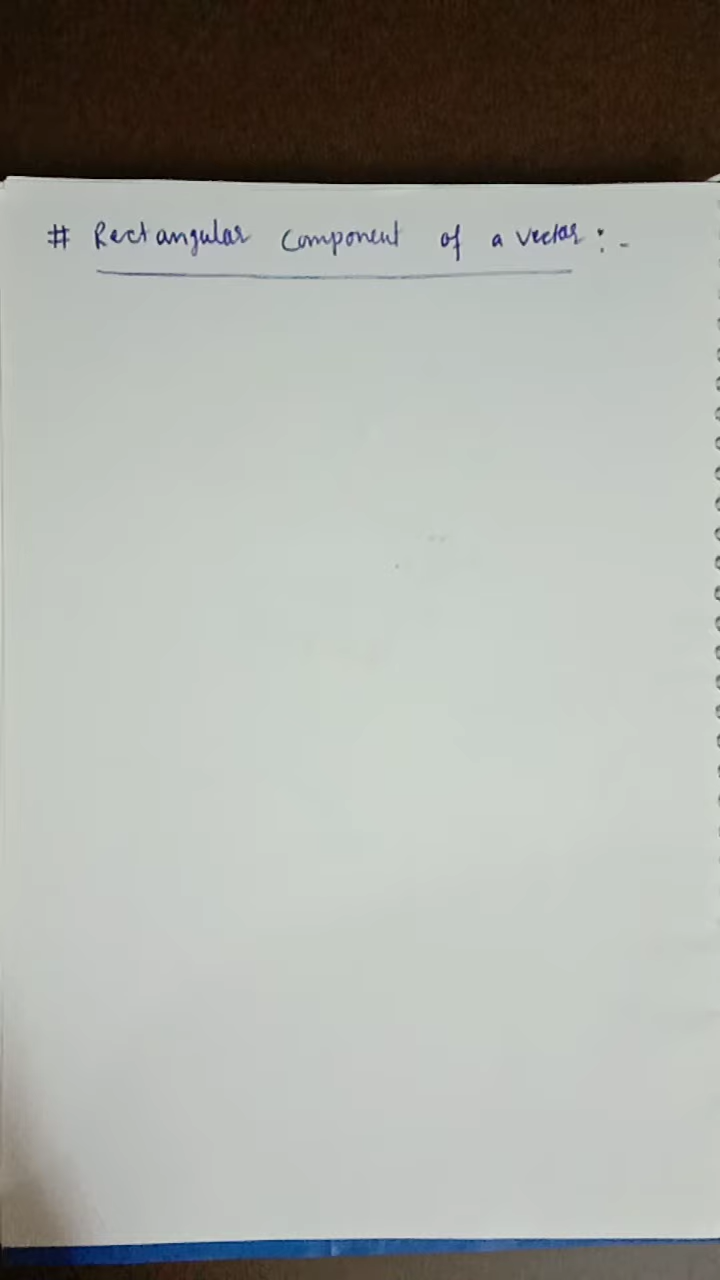 # Rectangular component of a vector :-